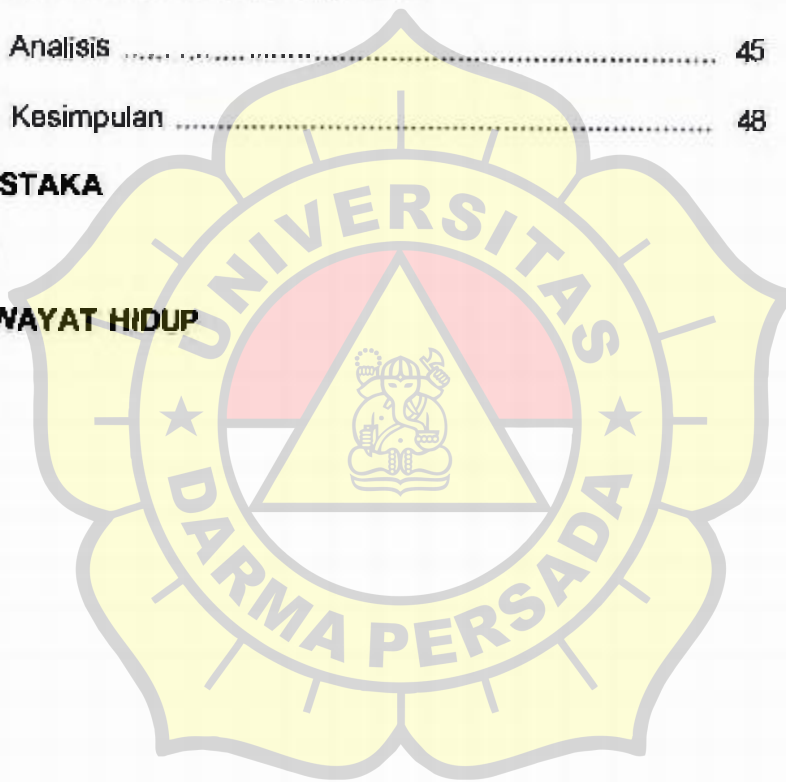 Analisis ........................ 45
Kesimpulan ........................ 48
STAKA
WAYAT HIDUP
UNIVERSITAS
DARMA PERSADA